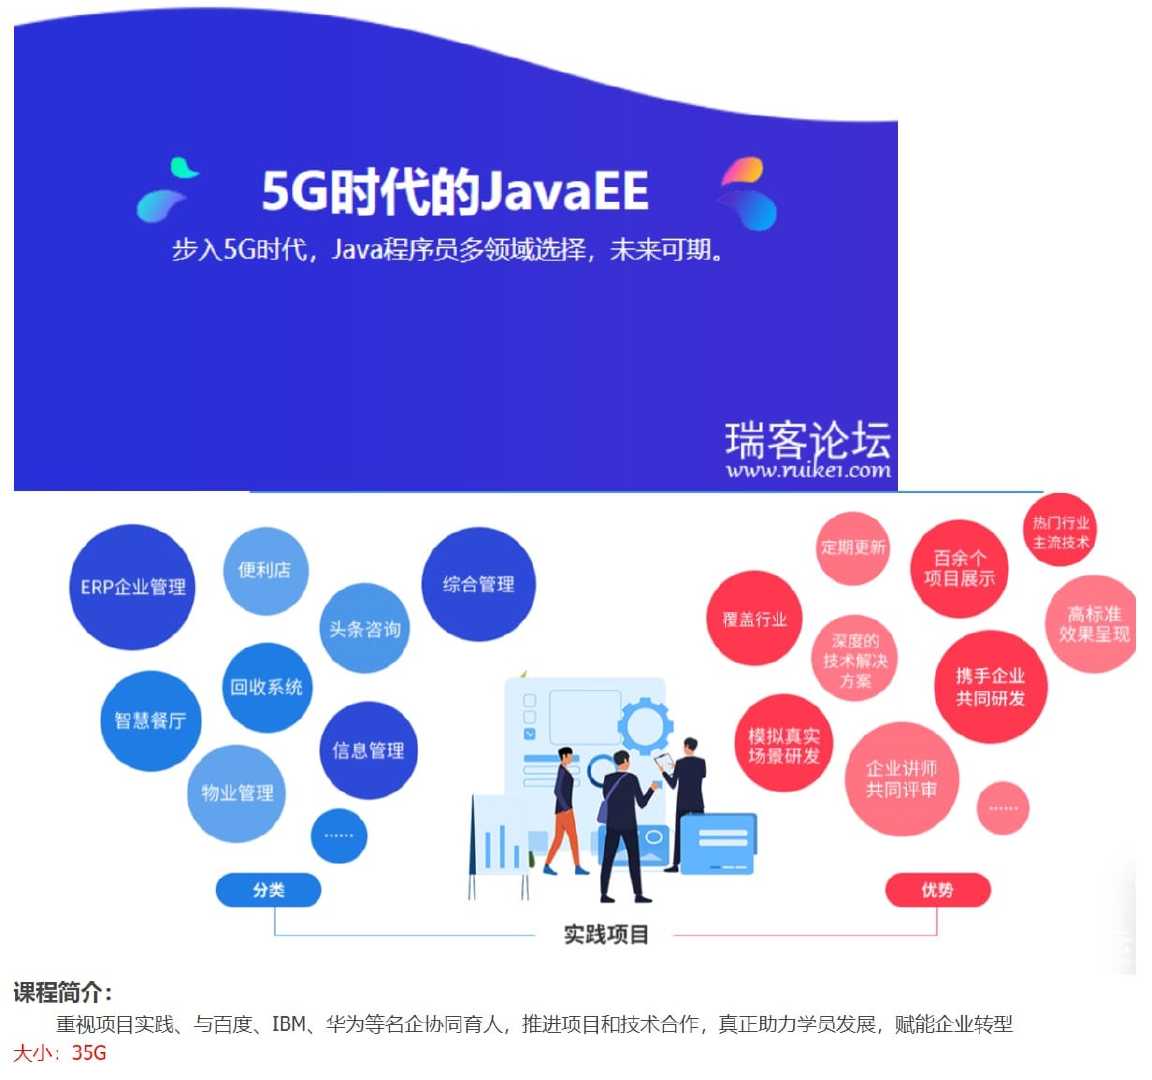 5G时代的JavaEE
步入5G时代，Java程序员多领域选择，未来可期。
瑞客论坛
www.ruike1.com
ERP企业管理
便利店
综合管理
头条咨询
回收系统
智慧餐厅
信息管理
物业管理
······
分类
定期更新
百余个
项目展示
热门行业
主流技术
覆盖行业
深度的
技术解决
方案
高标准
效果呈现
携手企业
共同研发
模拟真实
场景研发
企业讲师
共同评审
······
优势
实践项目
课程简介：
重视项目实践、与百度、IBM、华为等名企协同育人，推进项目和技术合作，真正助力学员发展，赋能企业转型
大小：35G